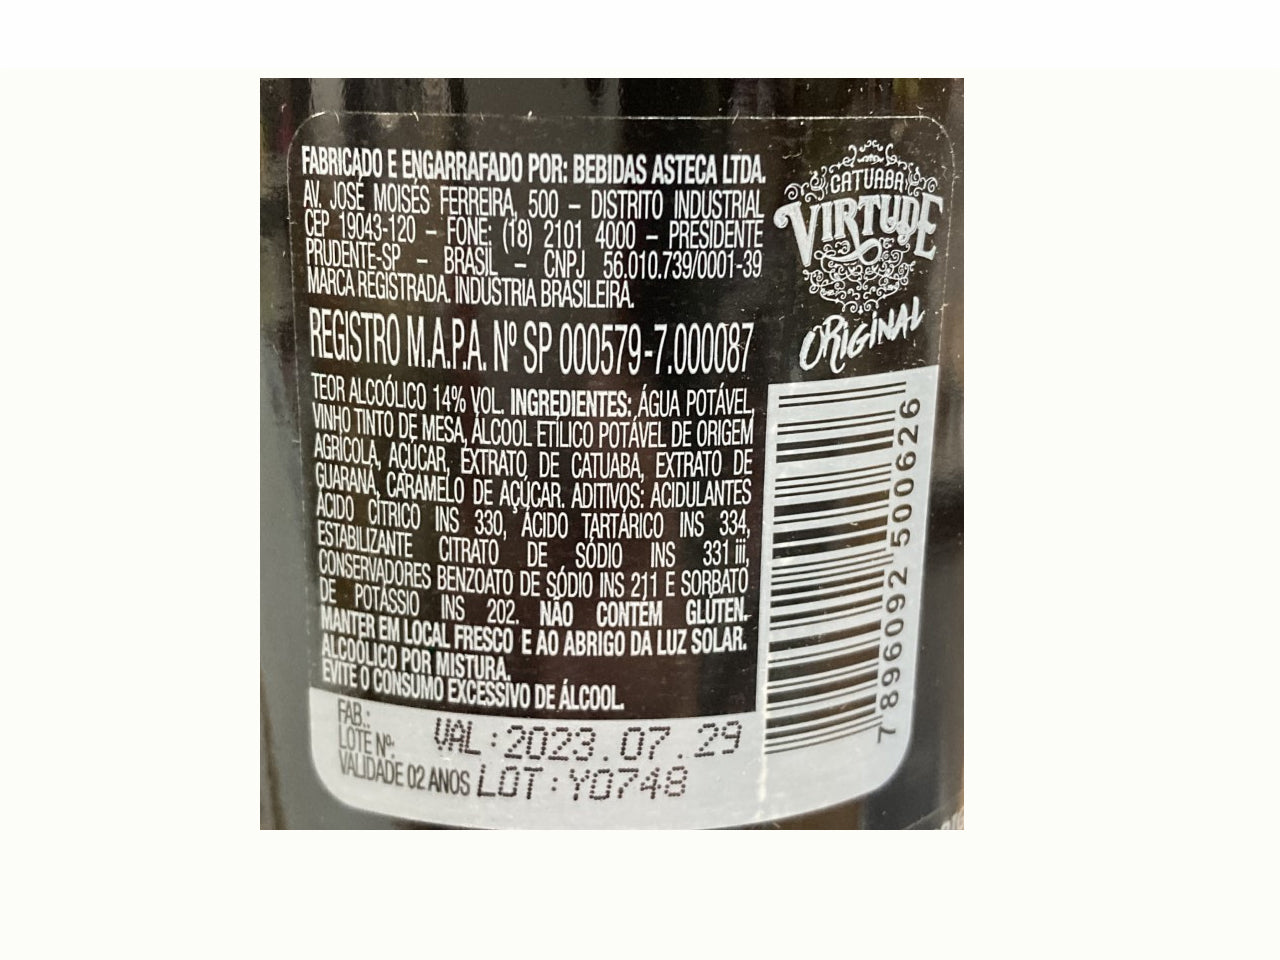 FABRICADO E ENGARRAFADO POR: BEBIDAS ASTECA LTDA.
AV. JOSÉ MOISÉS FERREIRA, 500 – DISTRITO INDUSTRIAL
CEP 19043-120 – FONE: (18) 2101 4000 – PRESIDENTE
PRUDENTE-SP – BRASIL – CNPJ 56.010.739/0001-39
MARCA REGISTRADA. INDÚSTRIA BRASILEIRA.
REGISTRO M.A.P.A. Nº SP 000579-7.000087
TEOR ALCOÓLICO 14% VOL. INGREDIENTES: ÁGUA POTÁVEL,
VINHO TINTO DE MESA, ÁLCOOL ETÍLICO POTÁVEL DE ORIGEM
AGRÍCOLA, AÇÚCAR, EXTRATO DE CATUABA, EXTRATO DE
GUARANÁ, CARAMELO DE AÇÚCAR. ADITIVOS: ACIDULANTES
ÁCIDO CÍTRICO INS 330, ÁCIDO TARTÁRICO INS 334,
ESTABILIZANTE CITRATO DE SÓDIO INS 331 iii,
CONSERVADORES BENZOATO DE SÓDIO INS 211 E SORBATO
DE POTÁSSIO INS 202. NÃO CONTÉM GLÚTEN.
MANTER EM LOCAL FRESCO E AO ABRIGO DA LUZ SOLAR.
ALCOÓLICO POR MISTURA.
EVITE O CONSUMO EXCESSIVO DE ÁLCOOL.
FAB.:
LOTE Nº:
VALIDADE 02 ANOS
VAL:2023.07.29
LOT:Y0748
CATUABA
VIRTUDE
ORIGINAL
7 896092 500626